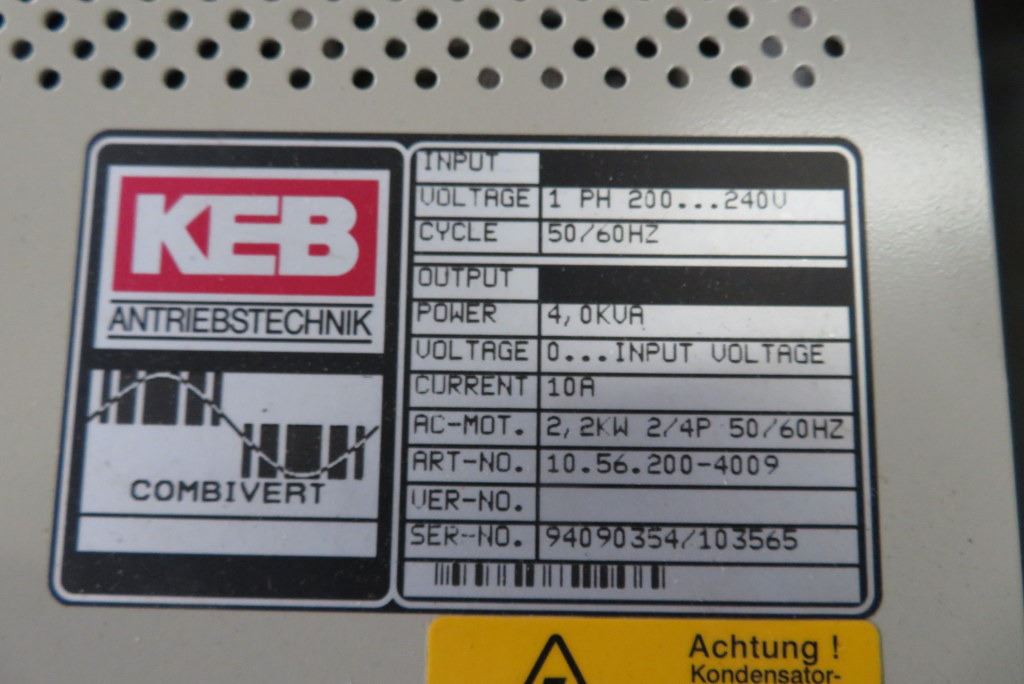 KEB
ANTRIEBSTECHNIK
COMBIVERT
INPUT
VOLTAGE 1 PH 200...240V
CYCLE 50/60HZ
OUTPUT
POWER 4,0KVA
VOLTAGE 0...INPUT VOLTAGE
CURRENT 10A
AC-MOT. 2,2KW 2/4P 50/60HZ
ART-NO. 10.56.200-4009
VER-NO.
SER-NO. 94090354/103565
Achtung !
Kondensator-